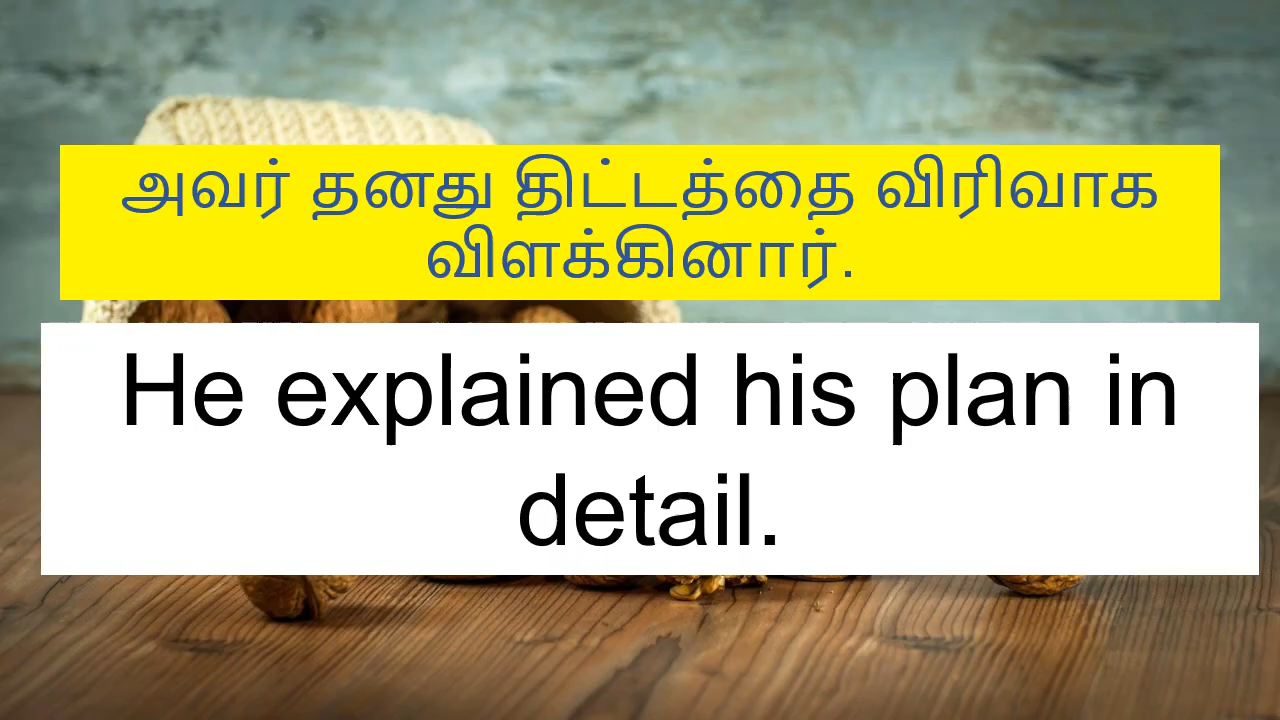 அவர் தனது திட்டத்தை விரிவாக
விளக்கினார்.
He explained his plan in
detail.